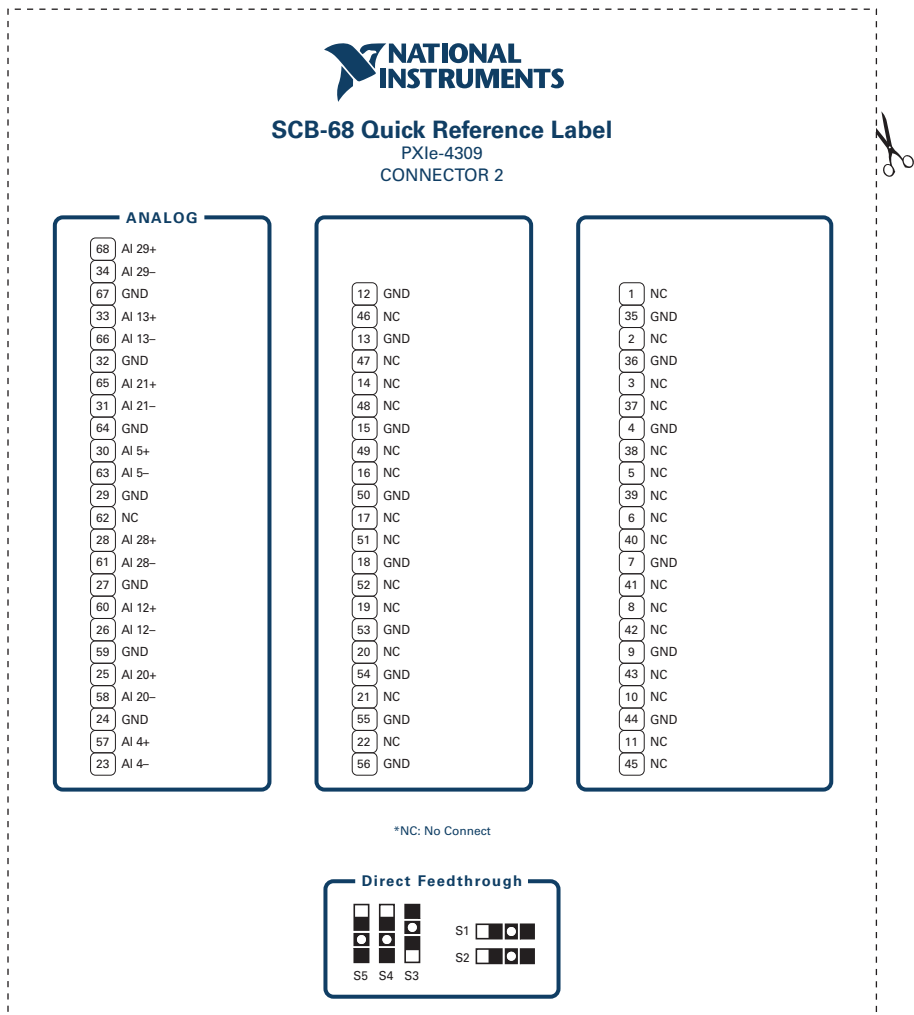 NATIONAL
INSTRUMENTS
SCB-68 Quick Reference Label
PXIe-4309
CONNECTOR 2
ANALOG
68 AI 29+
34 AI 29–
67 GND
33 AI 13+
66 AI 13–
32 GND
65 AI 21+
31 AI 21–
64 GND
30 AI 5+
63 AI 5–
29 GND
62 NC
28 AI 28+
61 AI 28–
27 GND
60 AI 12+
26 AI 12–
59 GND
25 AI 20+
58 AI 20–
24 GND
57 AI 4+
23 AI 4–
12 GND
46 NC
13 GND
47 NC
14 NC
48 NC
15 GND
49 NC
16 NC
50 GND
17 NC
51 NC
18 GND
52 NC
19 NC
53 GND
20 NC
54 GND
21 NC
55 GND
22 NC
56 GND
1 NC
35 GND
2 NC
36 GND
3 NC
37 NC
4 GND
38 NC
5 NC
39 NC
6 NC
40 NC
7 GND
41 NC
8 NC
42 NC
9 GND
43 NC
10 NC
44 GND
11 NC
45 NC
*NC: No Connect
Direct Feedthrough
S1
S2
S5 S4 S3